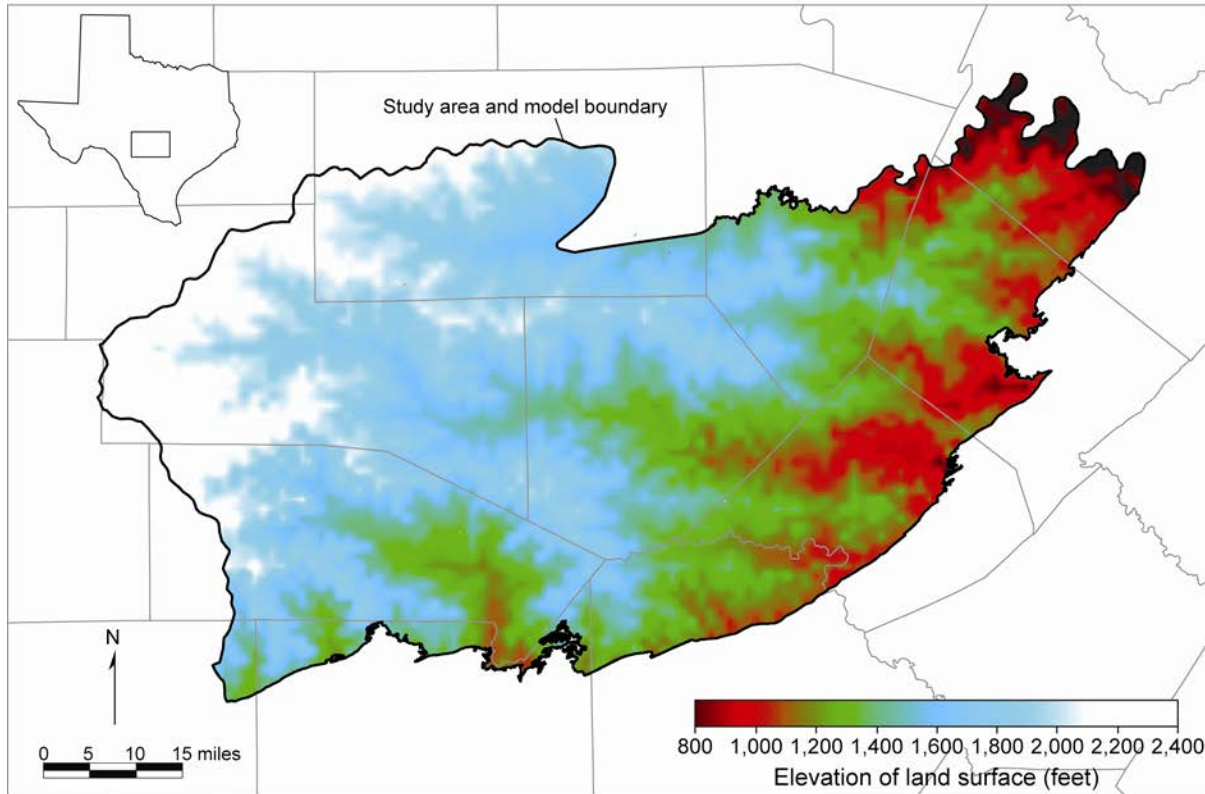 Study area and model boundary
N
0 5 10 15 miles
800 1,000 1,200 1,400 1,600 1,800 2,000 2,200 2,400
Elevation of land surface (feet)